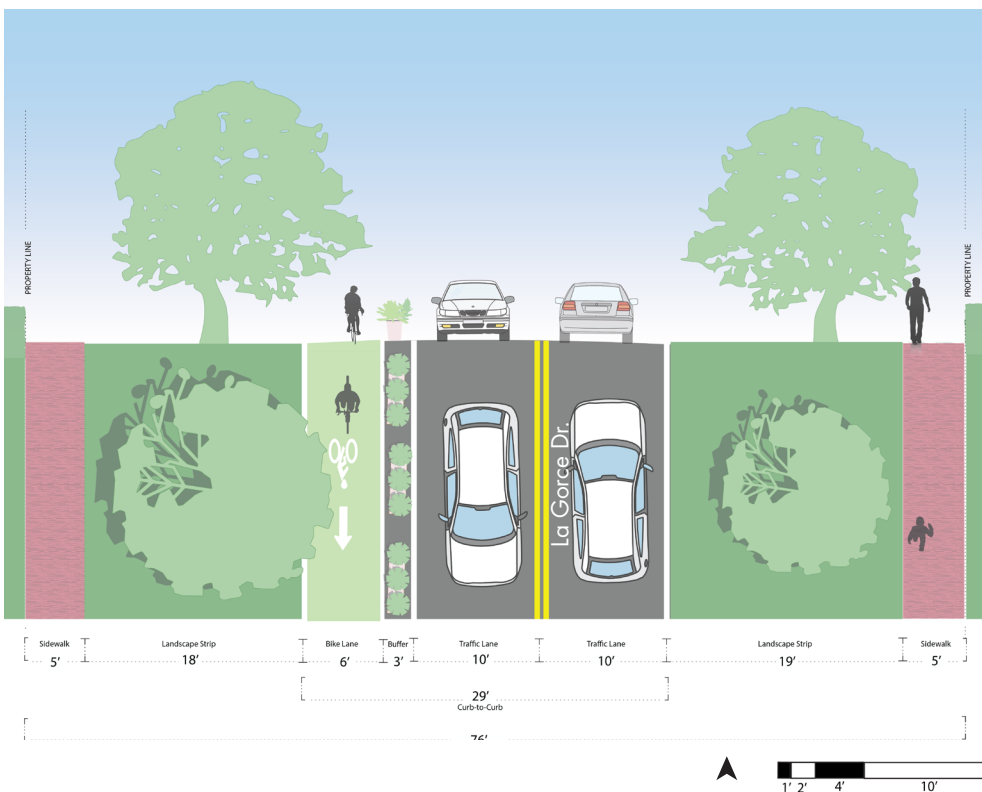 PROPERTY LINE
PROPERTY LINE
La Gorce Dr.
Sidewalk
5’
Landscape Strip
18’
Bike Lane
6’
Buffer
3’
Traffic Lane
10’
Traffic Lane
10’
Landscape Strip
19’
Sidewalk
5’
29’
Curb-to-Curb
76’
1’ 2’ 4’ 10’